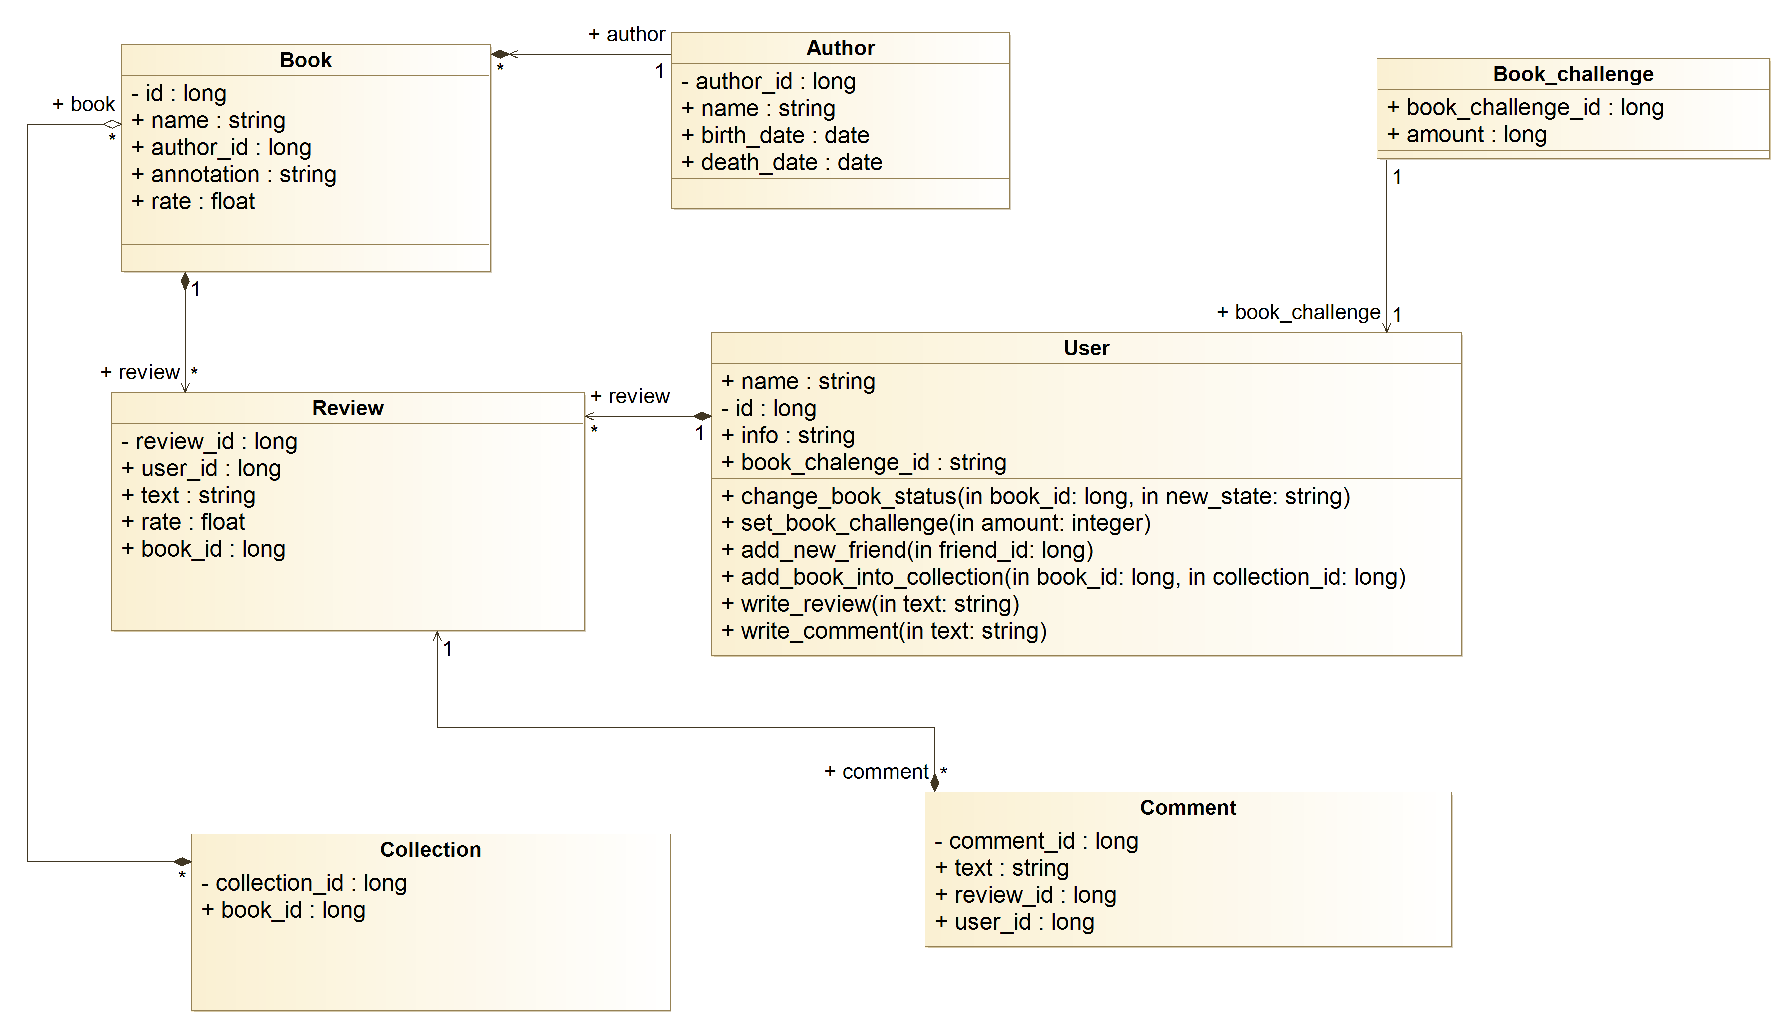 Book
- id : long
+ name : string
+ author_id : long
+ annotation : string
+ rate : float
+ author
*
1
Author
- author_id : long
+ name : string
+ birth_date : date
+ death_date : date
Book_challenge
+ book_challenge_id : long
+ amount : long
1
+ book_challenge
1
+ book
*
1
+ review
*
Review
- review_id : long
+ user_id : long
+ text : string
+ rate : float
+ book_id : long
+ review
*
1
User
+ name : string
- id : long
+ info : string
+ book_chalenge_id : string
+ change_book_status(in book_id: long, in new_state: string)
+ set_book_challenge(in amount: integer)
+ add_new_friend(in friend_id: long)
+ add_book_into_collection(in book_id: long, in collection_id: long)
+ write_review(in text: string)
+ write_comment(in text: string)
1
+ comment
*
Comment
- comment_id : long
+ text : string
+ review_id : long
+ user_id : long
*
Collection
- collection_id : long
+ book_id : long